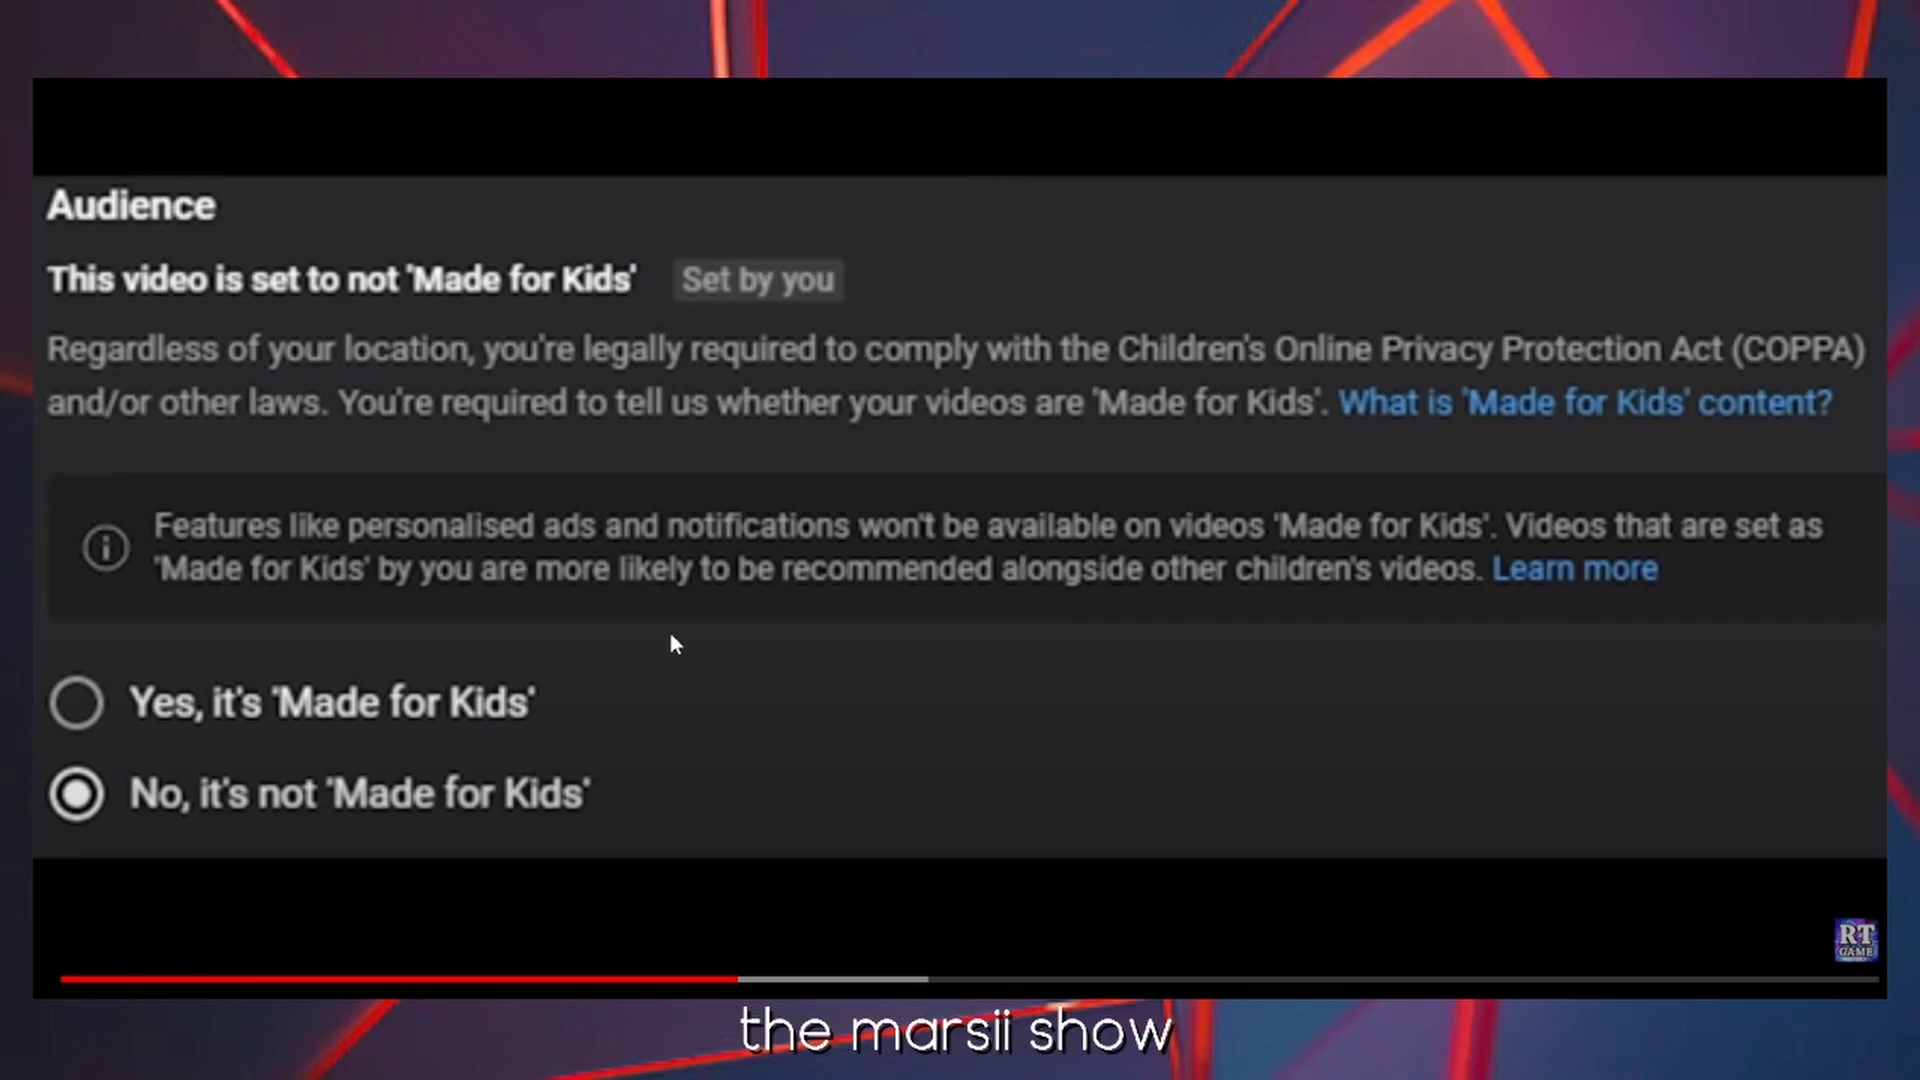 Audience
This video is set to not 'Made for Kids' Set by you
Regardless of your location, you're legally required to comply with the Children's Online Privacy Protection Act (COPPA)
and/or other laws. You're required to tell us whether your videos are 'Made for Kids'. What is 'Made for Kids' content?
Features like personalised ads and notifications won't be available on videos 'Made for Kids'. Videos that are set as
'Made for Kids' by you are more likely to be recommended alongside other children's videos. Learn more
Yes, it's 'Made for Kids'
No, it's not 'Made for Kids'
RT
GAME
the marsii show